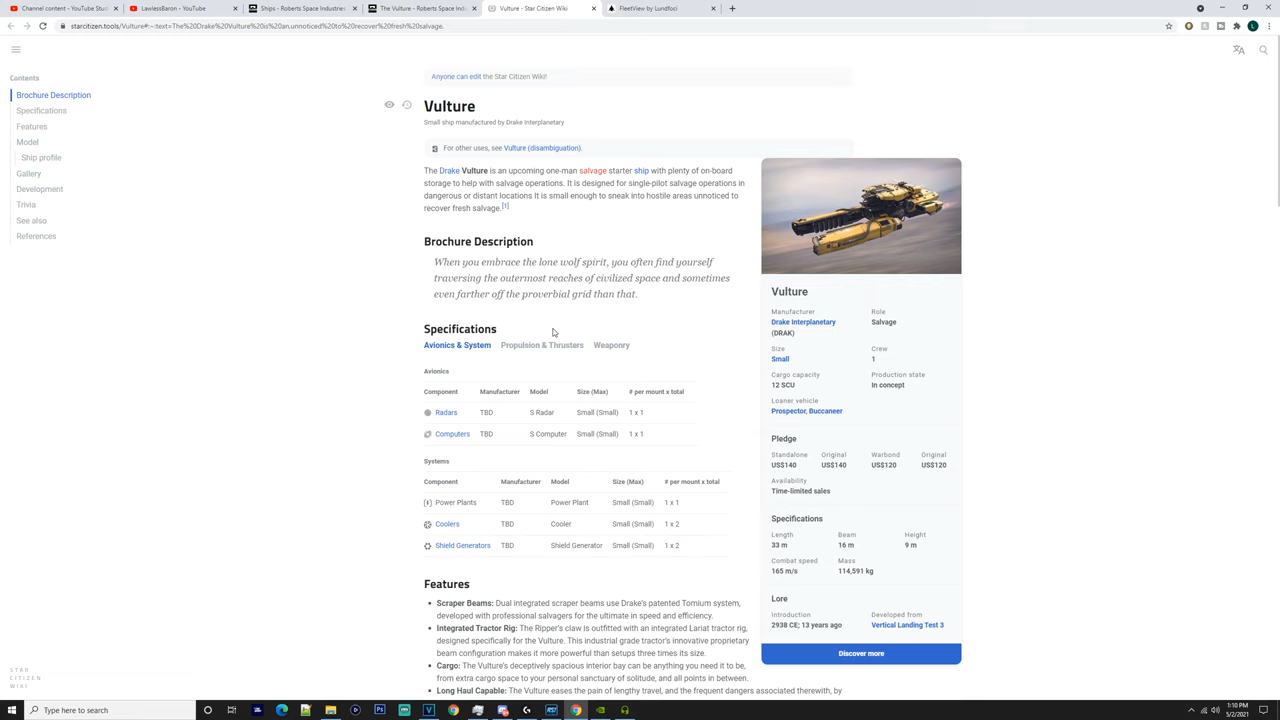 Channel content - YouTube Studi
LawlessBaron - YouTube
Ships - Roberts Space Industries
The Vulture - Roberts Space Indu
Vulture - Star Citizen Wiki
FleetView by Lundfoci
starcitizen.tools/Vulture#:~:text=The%20Drake%20Vulture%20is%20an,unnoticed%20to%20recover%20fresh%20salvage.
Contents
Brochure Description
Specifications
Features
Model
Ship profile
Gallery
Development
Trivia
See also
References
STAR
CITIZEN
WIKI
Anyone can edit the Star Citizen Wiki!
Vulture
Small ship manufactured by Drake Interplanetary
For other uses, see Vulture (disambiguation).
The Drake Vulture is an upcoming one-man salvage starter ship with plenty of on-board
storage to help with salvage operations. It is designed for single-pilot salvage operations in
dangerous or distant locations It is small enough to sneak into hostile areas unnoticed to
recover fresh salvage.[1]
Brochure Description
When you embrace the lone wolf spirit, you often find yourself
traversing the outermost reaches of civilized space and sometimes
even farther off the proverbial grid than that.
Specifications
Avionics & System Propulsion & Thrusters Weaponry
Avionics
Component Manufacturer Model Size (Max) # per mount x total
Radars TBD S Radar Small (Small) 1 x 1
Computers TBD S Computer Small (Small) 1 x 1
Systems
Component Manufacturer Model Size (Max) # per mount x total
Power Plants TBD Power Plant Small (Small) 1 x 1
Coolers TBD Cooler Small (Small) 1 x 2
Shield Generators TBD Shield Generator Small (Small) 1 x 2
Features
Scraper Beams: Dual integrated scraper beams use Drake's patented Tomium system,
developed with professional salvagers for the ultimate in speed and efficiency.
Integrated Tractor Rig: The Ripper's claw is outfitted with an integrated Lariat tractor rig,
designed specifically for the Vulture. This industrial grade tractor's innovative proprietary
beam configuration makes it more powerful than setups three times its size.
Cargo: The Vulture's deceptively spacious interior bay can be anything you need it to be,
from extra cargo space to your personal sanctuary of solitude, and all points in between.
Long Haul Capable: The Vulture eases the pain of lengthy travel, and the frequent dangers associated therewith, by
Vulture
Manufacturer Role
Drake Interplanetary Salvage
(DRAK)
Size Crew
Small 1
Cargo capacity Production state
12 SCU In concept
Loaner vehicle
Prospector, Buccaneer
Pledge
Standalone Original Warbond Original
US$140 US$140 US$120 US$120
Availability
Time-limited sales
Specifications
Length Beam Height
33 m 16 m 9 m
Combat speed Mass
165 m/s 114,591 kg
Lore
Introduction Developed from
2938 CE; 13 years ago Vertical Landing Test 3
Discover more
Type here to search
1:10 PM
5/2/2021